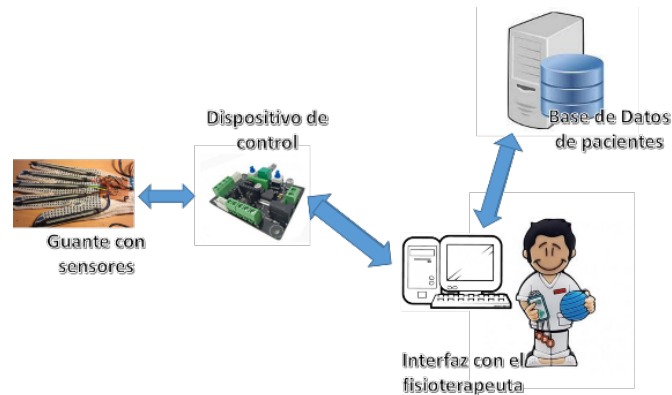 Base de Datos
de pacientes
Dispositivo de
control
Guante con
sensores
Interfaz con el
fisioterapeuta